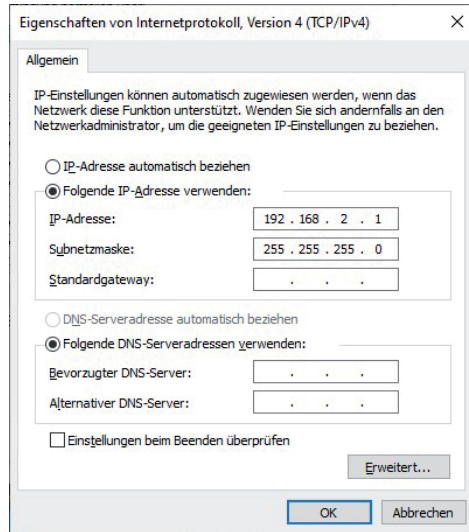 Eigenschaften von Internetprotokoll, Version 4 (TCP/IPv4)
Allgemein
IP-Einstellungen können automatisch zugewiesen werden, wenn das
Netzwerk diese Funktion unterstützt. Wenden Sie sich andernfalls an den
Netzwerkadministrator, um die geeigneten IP-Einstellungen zu beziehen.
IP-Adresse automatisch beziehen
Folgende IP-Adresse verwenden:
IP-Adresse: 192 . 168 . 2 . 1
Subnetzmaske: 255 . 255 . 255 . 0
Standardgateway: . . .
DNS-Serveradresse automatisch beziehen
Folgende DNS-Serveradressen verwenden:
Bevorzugter DNS-Server: . . .
Alternativer DNS-Server: . . .
Einstellungen beim Beenden überprüfen
Erweitert...
OK Abbrechen